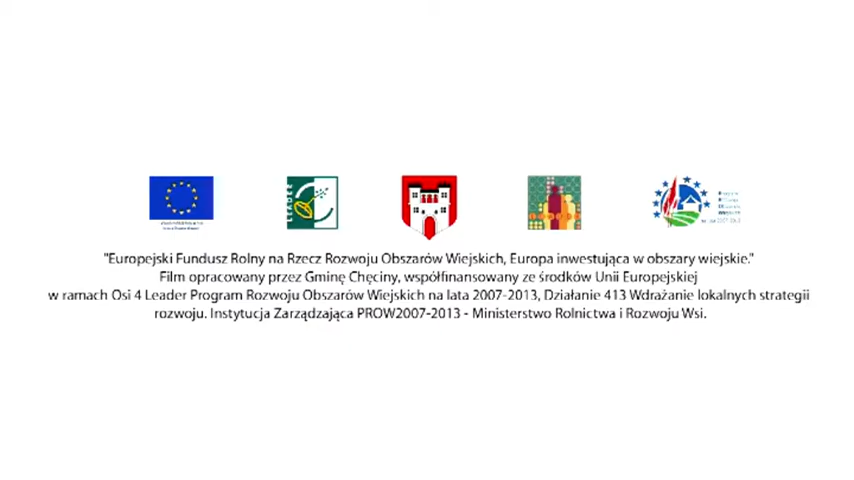 LEADER
"Europejski Fundusz Rolny na Rzecz Rozwoju Obszarów Wiejskich, Europa inwestująca w obszary wiejskie."
Film opracowany przez Gminę Chęciny, współfinansowany ze środków Unii Europejskiej
w ramach Osi 4 Leader Program Rozwoju Obszarów Wiejskich na lata 2007-2013, Działanie 413 Wdrażanie lokalnych strategii
rozwoju. Instytucja Zarządzająca PROW2007-2013 - Ministerstwo Rolnictwa i Rozwoju Wsi.